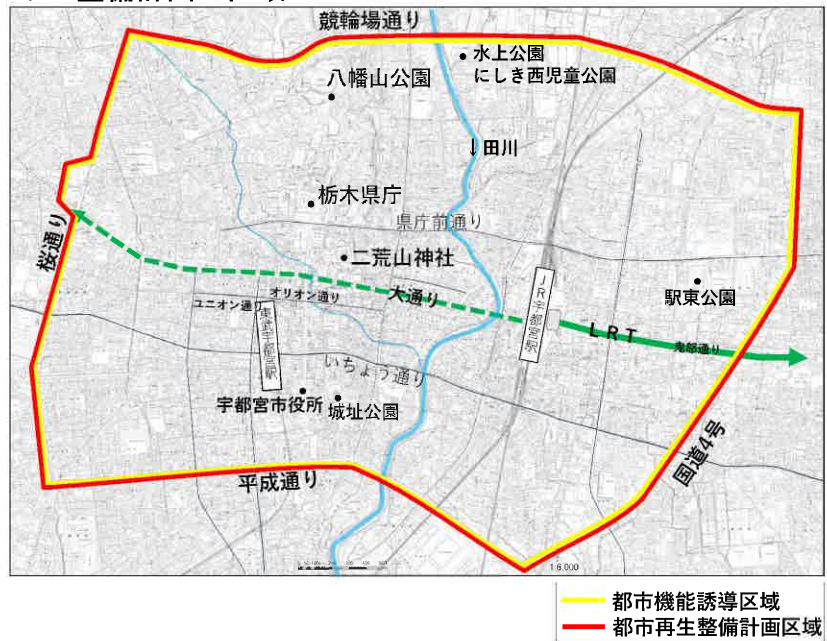 競輪場通り
水上公園
にしき西児童公園
八幡山公園
↓田川
栃木県庁
県庁前通り
桜通り
二荒山神社
駅東公園
JR宇都宮駅
オリオン通り
大通り
ユニオン通り
東武宇都宮駅
LRT
鬼怒通り
いちょう通り
宇都宮市役所
城址公園
国道4号
平成通り
1:6,000
都市機能誘導区域
都市再生整備計画区域